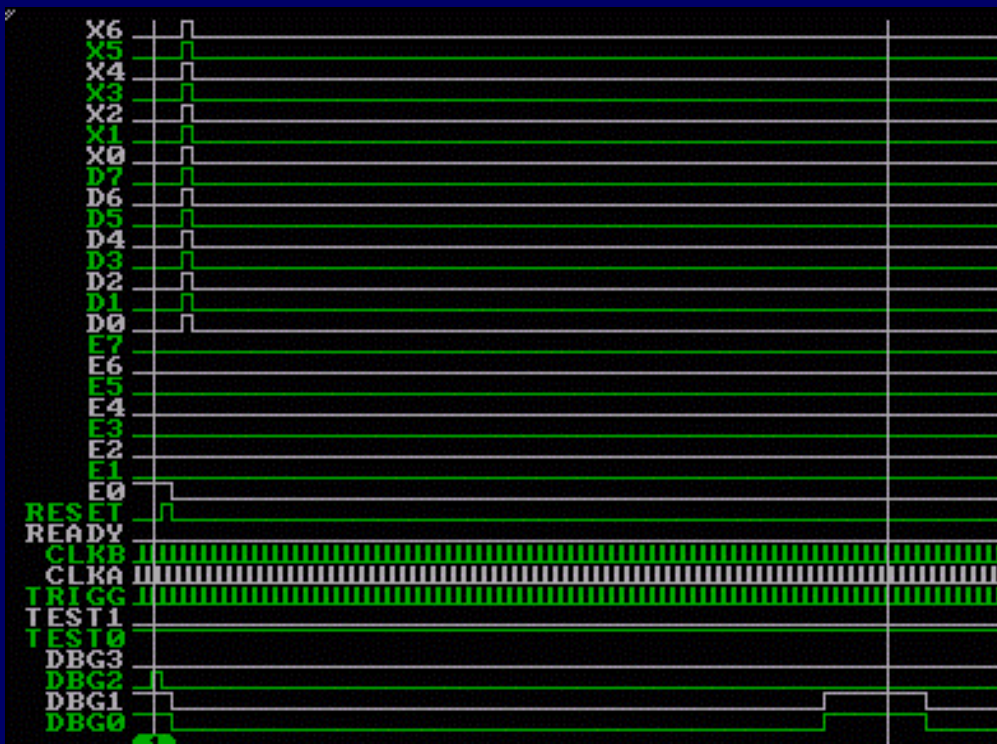 X6
X5
X4
X3
X2
X1
X0
D7
D6
D5
D4
D3
D2
D1
D0
E7
E6
E5
E4
E3
E2
E1
E0
RESET
READY
CLKB
CLKA
TRIGG
TEST1
TEST0
DBG3
DBG2
DBG1
DBG0